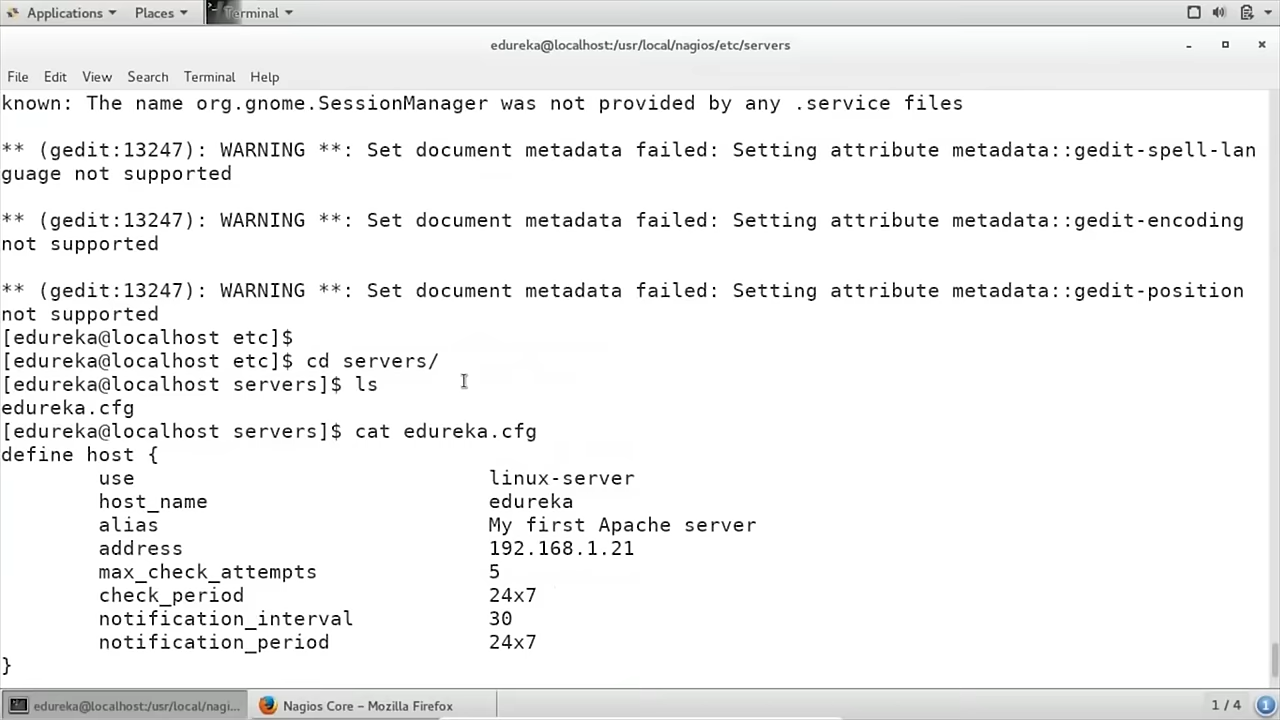 Applications Places Terminal
edureka@localhost:/usr/local/nagios/etc/servers
File Edit View Search Terminal Help
known: The name org.gnome.SessionManager was not provided by any .service files
** (gedit:13247): WARNING **: Set document metadata failed: Setting attribute metadata::gedit-spell-lan
guage not supported
** (gedit:13247): WARNING **: Set document metadata failed: Setting attribute metadata::gedit-encoding
not supported
** (gedit:13247): WARNING **: Set document metadata failed: Setting attribute metadata::gedit-position
not supported
[edureka@localhost etc]$
[edureka@localhost etc]$ cd servers/
[edureka@localhost servers]$ ls
edureka.cfg
[edureka@localhost servers]$ cat edureka.cfg
define host {
use linux-server
host_name edureka
alias My first Apache server
address 192.168.1.21
max_check_attempts 5
check_period 24x7
notification_interval 30
notification_period 24x7
}
edureka@localhost:/usr/local/nagi... Nagios Core – Mozilla Firefox 1 / 4 1